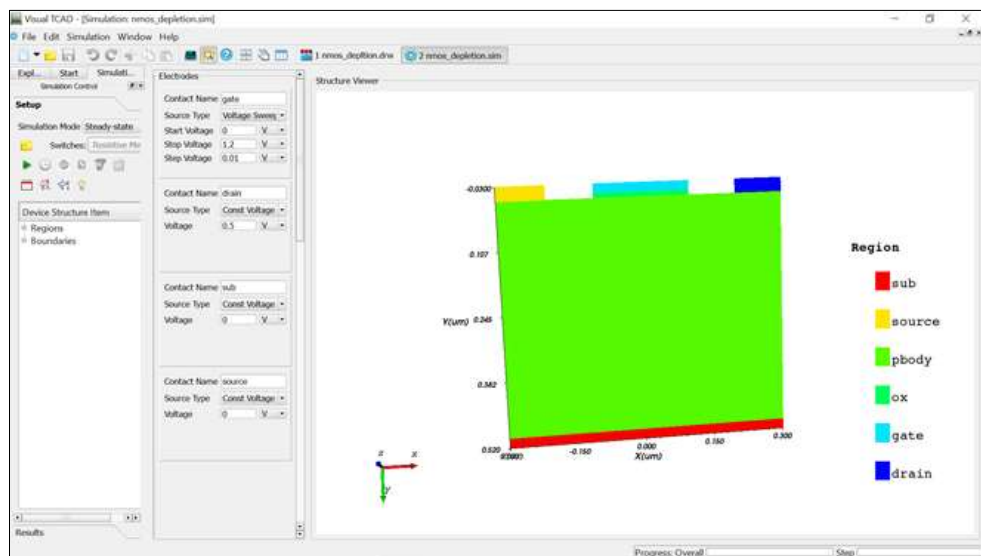 Visual TCAD - [Simulation: nmos_depletion.sim]
File Edit Simulation Window Help
1 nmos_depltion.drw
2 nmos_depletion.sim
Expl... Start Simulati...
Simulation Control
Setup
Simulation Mode Steady-state
Switches: Resistive Me
Device Structure Item
Regions
Boundaries
Results
Electrodes
Contact Name gate
Source Type Voltage Sweep
Start Voltage 0 V
Stop Voltage 1.2 V
Step Voltage 0.01 V
Contact Name drain
Source Type Const Voltage
Voltage 0.5 V
Contact Name sub
Source Type Const Voltage
Voltage 0 V
Contact Name source
Source Type Const Voltage
Voltage 0 V
Structure Viewer
-0.0300
0.107
Y(um) 0.245
0.382
0.520
-0.150 0.000 0.150 0.300
X(um)
z x
y
Region
sub
source
pbody
ox
gate
drain
Progress: Overall Step